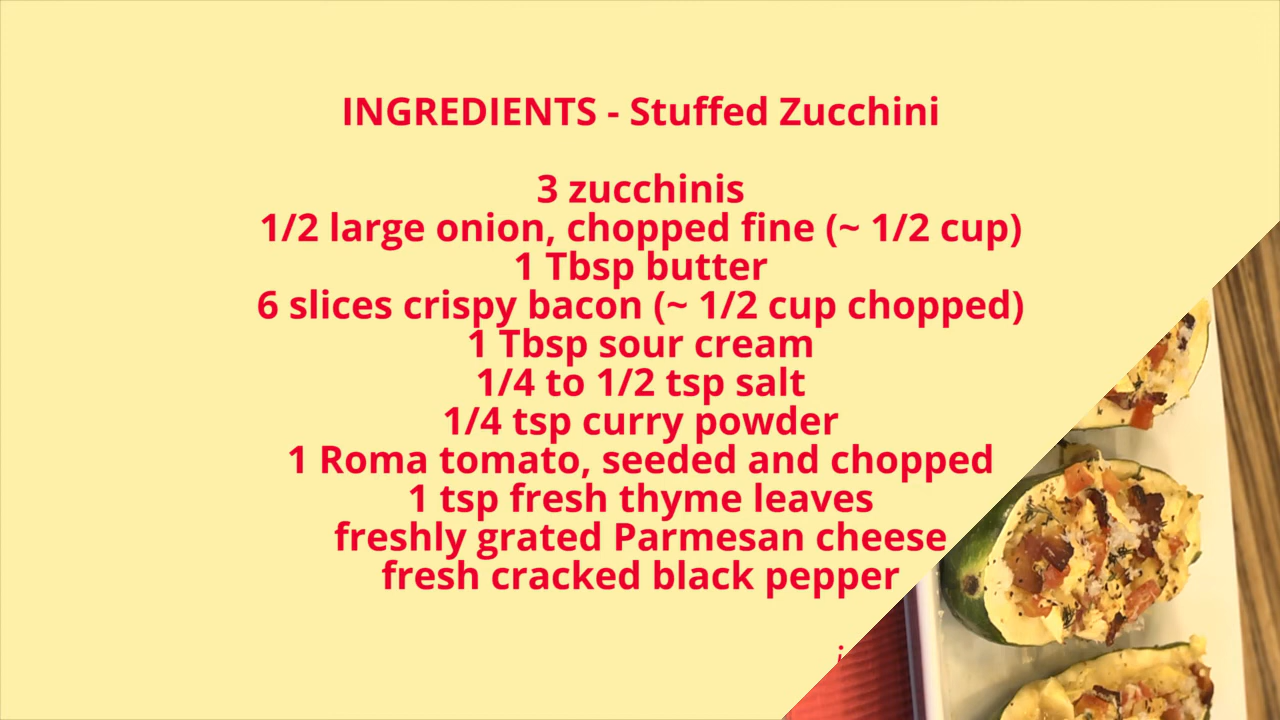 INGREDIENTS - Stuffed Zucchini
3 zucchinis
1/2 large onion, chopped fine (~ 1/2 cup)
1 Tbsp butter
6 slices crispy bacon (~ 1/2 cup chopped)
1 Tbsp sour cream
1/4 to 1/2 tsp salt
1/4 tsp curry powder
1 Roma tomato, seeded and chopped
1 tsp fresh thyme leaves
freshly grated Parmesan cheese
fresh cracked black pepper